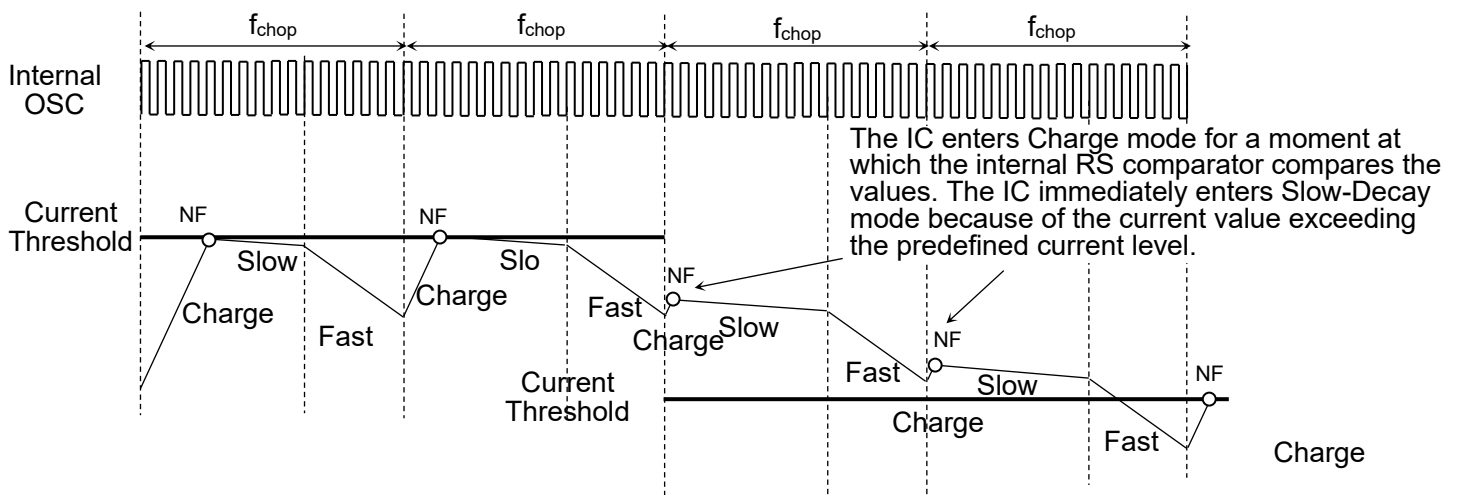 fchop
fchop
fchop
fchop
Internal
OSC
The IC enters Charge mode for a moment at
which the internal RS comparator compares the
values. The IC immediately enters Slow-Decay
mode because of the current value exceeding
the predefined current level.
Current
Threshold
NF
NF
Slow
Slo
NF
Charge
Charge
Fast
Fast
Charge
Slow
NF
Fast
Slow
NF
Current
Threshold
Charge
Fast
Charge